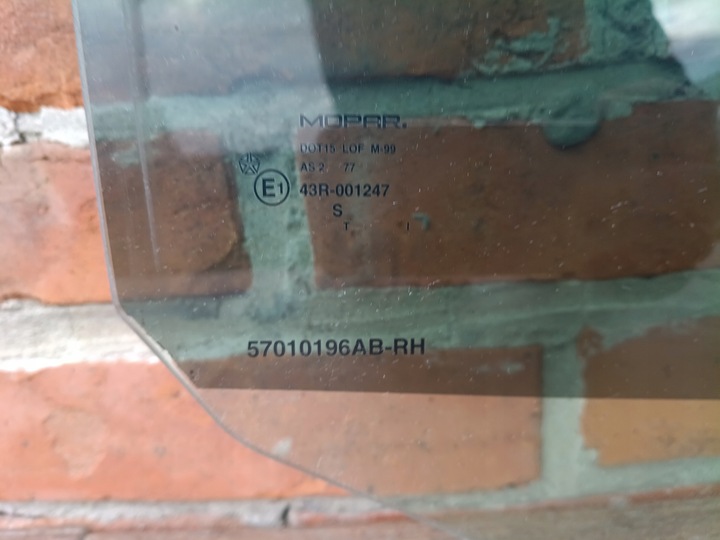 MOPAR.
DOT15 LOF M-99
AS 2 77
E1 43R-001247
S
T I
57010196AB-RH